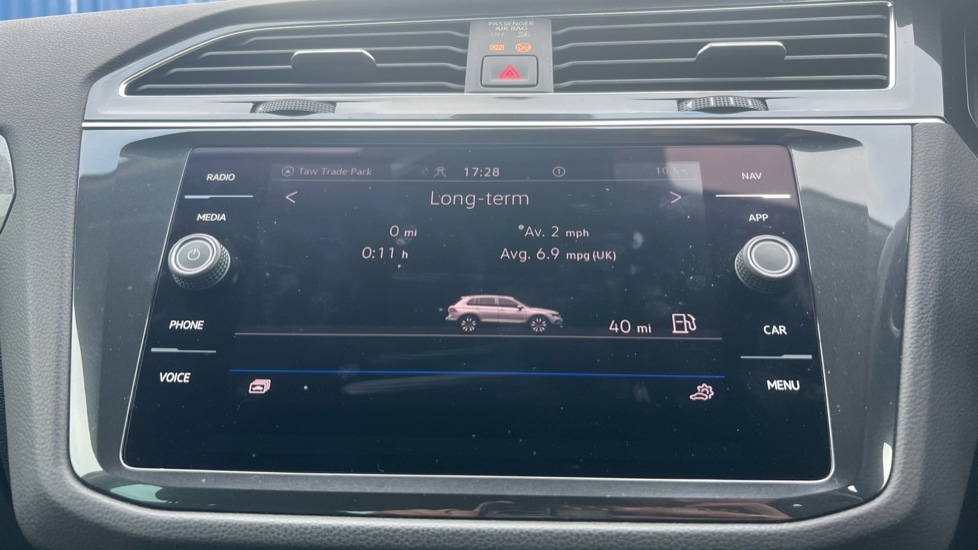 PASSENGER
AIR BAG
ON
RADIO
Taw Trade Park
17:28
NAV
Long-term
MEDIA
APP
0 mi
Av. 2 mph
0:11 h
Avg. 6.9 mpg (UK)
PHONE
40 mi
CAR
VOICE
MENU